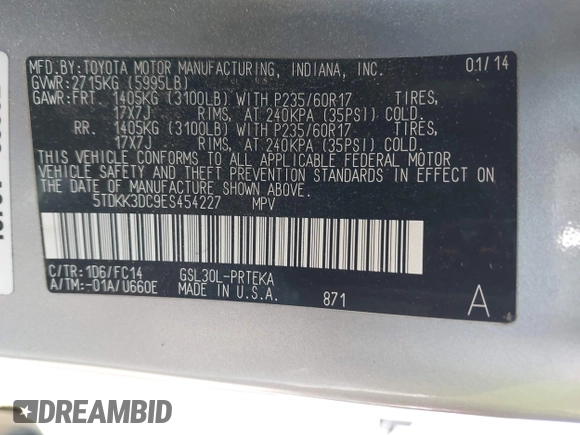 MFD.BY:TOYOTA MOTOR MANUFACTURING, INDIANA, INC. 01/14
GVWR:2715KG (5995LB)
GAWR:FRT. 1405KG (3100LB) WITH P235/60R17 TIRES,
17X7J RIMS, AT 240KPA (35PSI) COLD.
RR. 1405KG (3100LB) WITH P235/60R17 TIRES,
17X7J RIMS, AT 240KPA (35PSI) COLD.
THIS VEHICLE CONFORMS TO ALL APPLICABLE FEDERAL MOTOR
VEHICLE SAFETY AND THEFT PREVENTION STANDARDS IN EFFECT
ON THE DATE OF MANUFACTURE SHOWN ABOVE.
5TDKK3DC9ES454227 MPV
C/TR:1D6/FC14 GSL30L-PRTEKA
A/TM:-01A/U660E MADE IN U.S.A. 871 A
DREAMBID